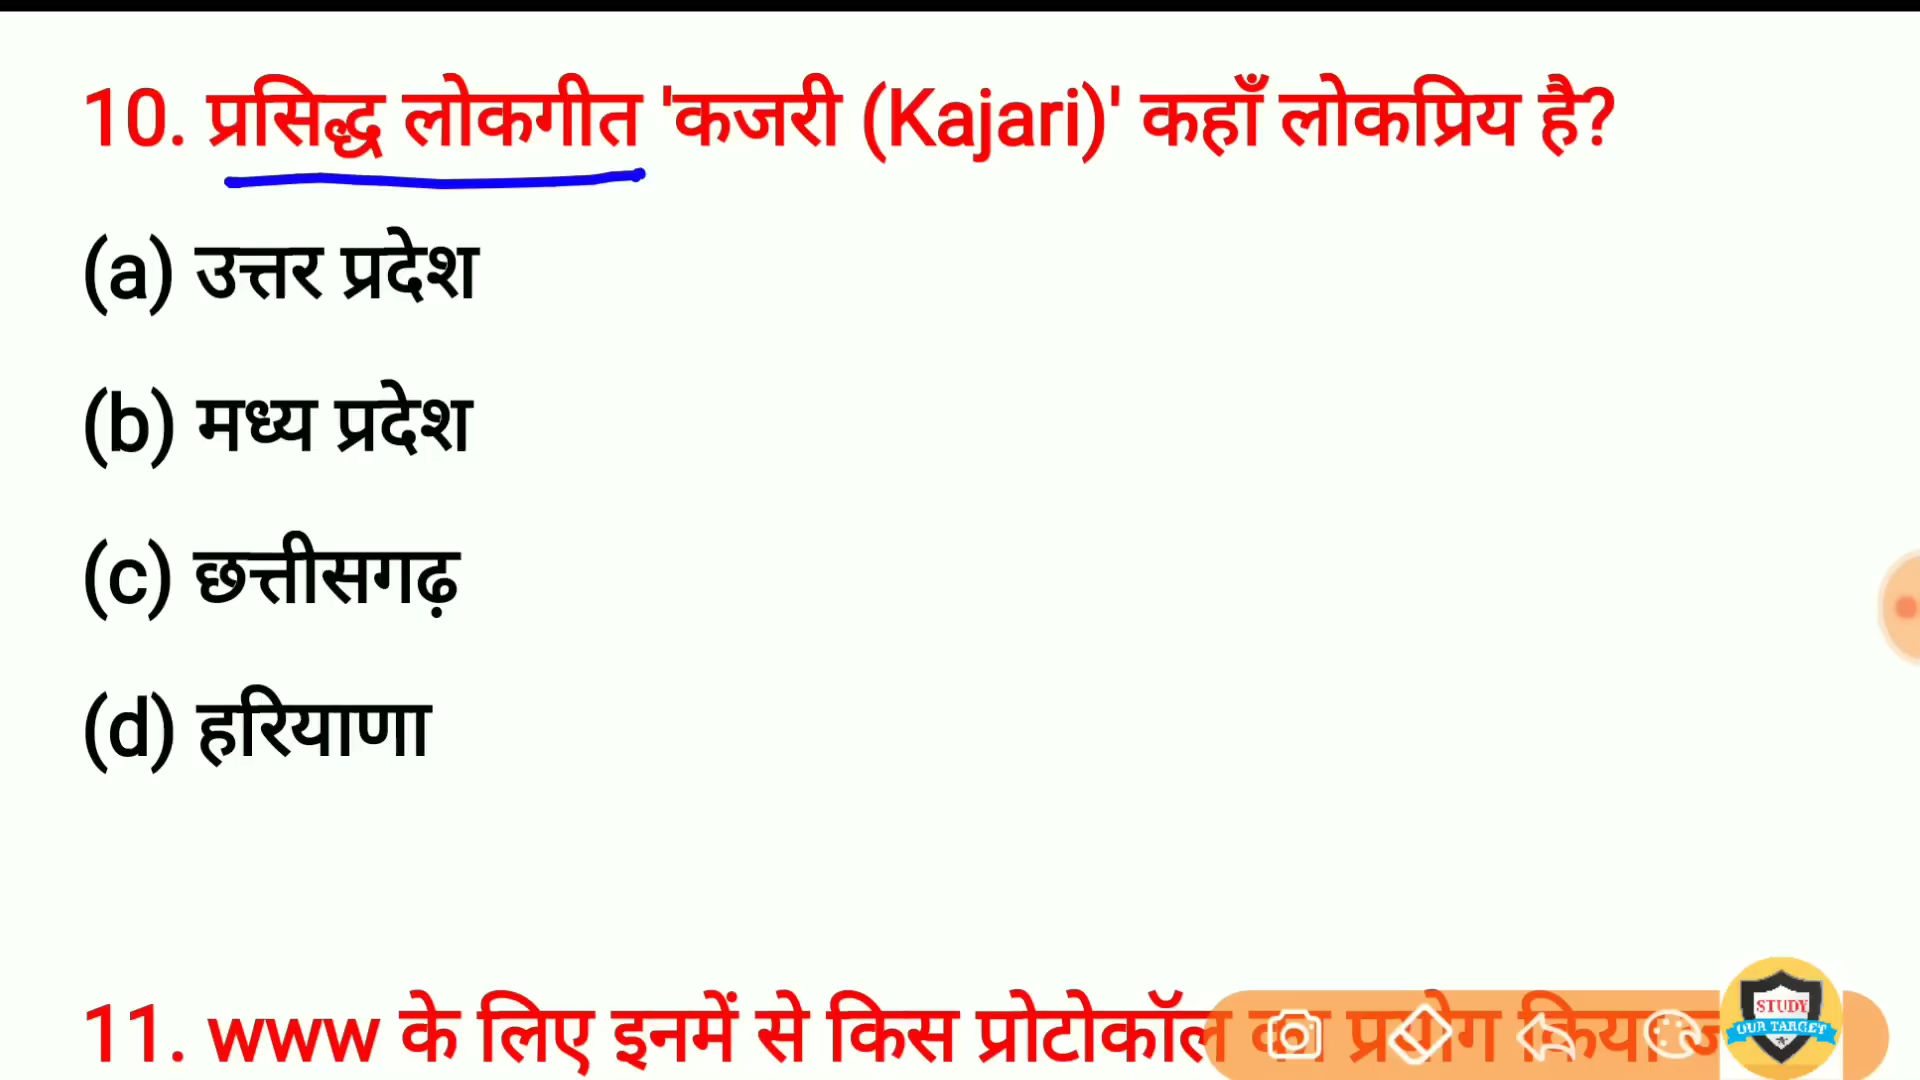 10. प्रसिद्ध लोकगीत 'कजरी (Kajari)' कहाँ लोकप्रिय है?
(a) उत्तर प्रदेश
(b) मध्य प्रदेश
(c) छत्तीसगढ़
(d) हरियाणा
11. www के लिए इनमें से किस प्रोटोकॉल का प्रयोग किया
STUDY
OUR TARGET